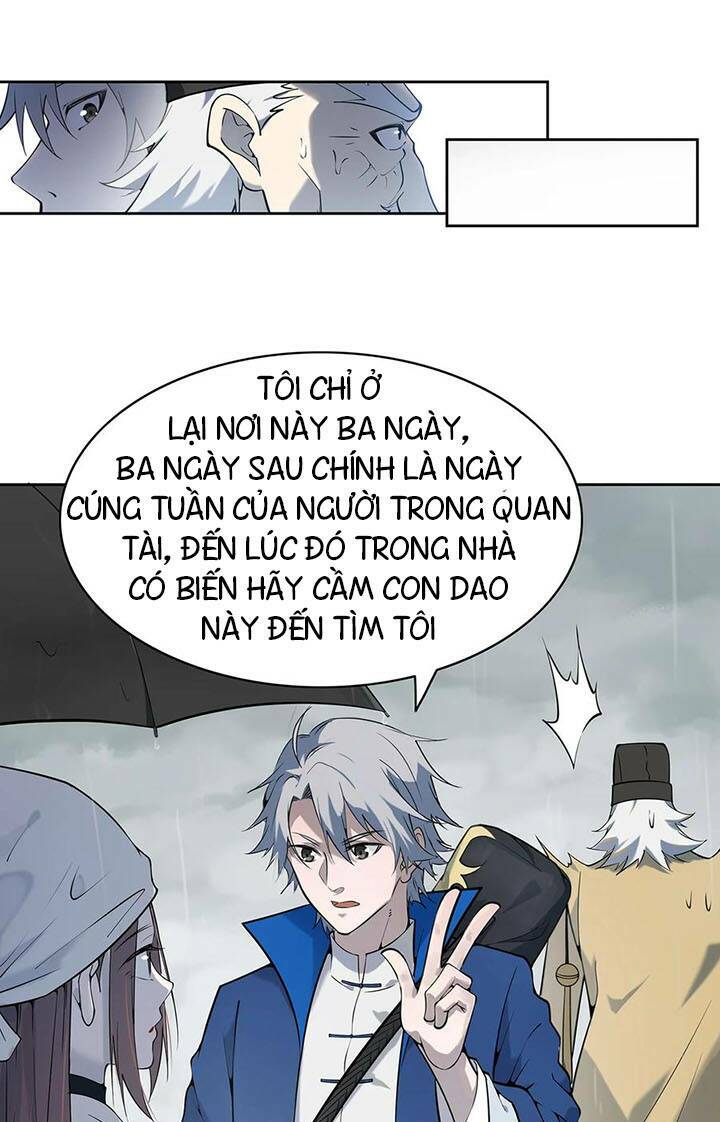 TÔI CHỈ Ở
LẠI NƠI NÀY BA NGÀY,
BA NGÀY SAU CHÍNH LÀ NGÀY
CÚNG TUẦN CỦA NGƯỜI TRONG QUAN
TÀI, ĐẾN LÚC ĐÓ TRONG NHÀ
CÓ BIẾN HÃY CẦM CON DAO
NÀY ĐẾN TÌM TÔI